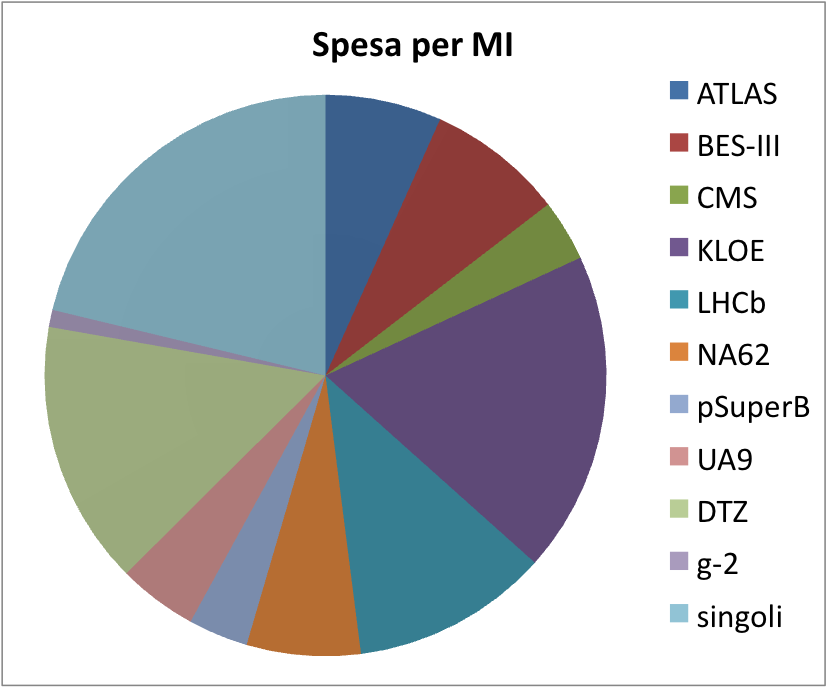 Spesa per MI
ATLAS
BES-III
CMS
KLOE
LHCb
NA62
pSuperB
UA9
DTZ
g-2
singoli